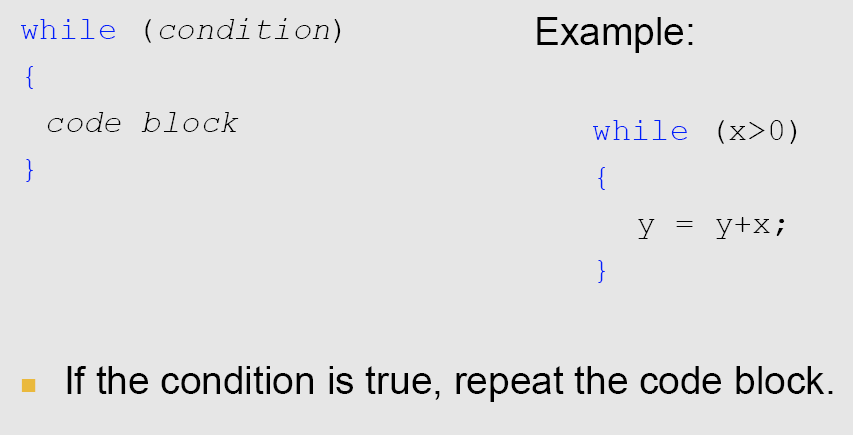 while (condition)
{
code block
}
Example:
while (x>0)
{
y = y+x;
}
If the condition is true, repeat the code block.